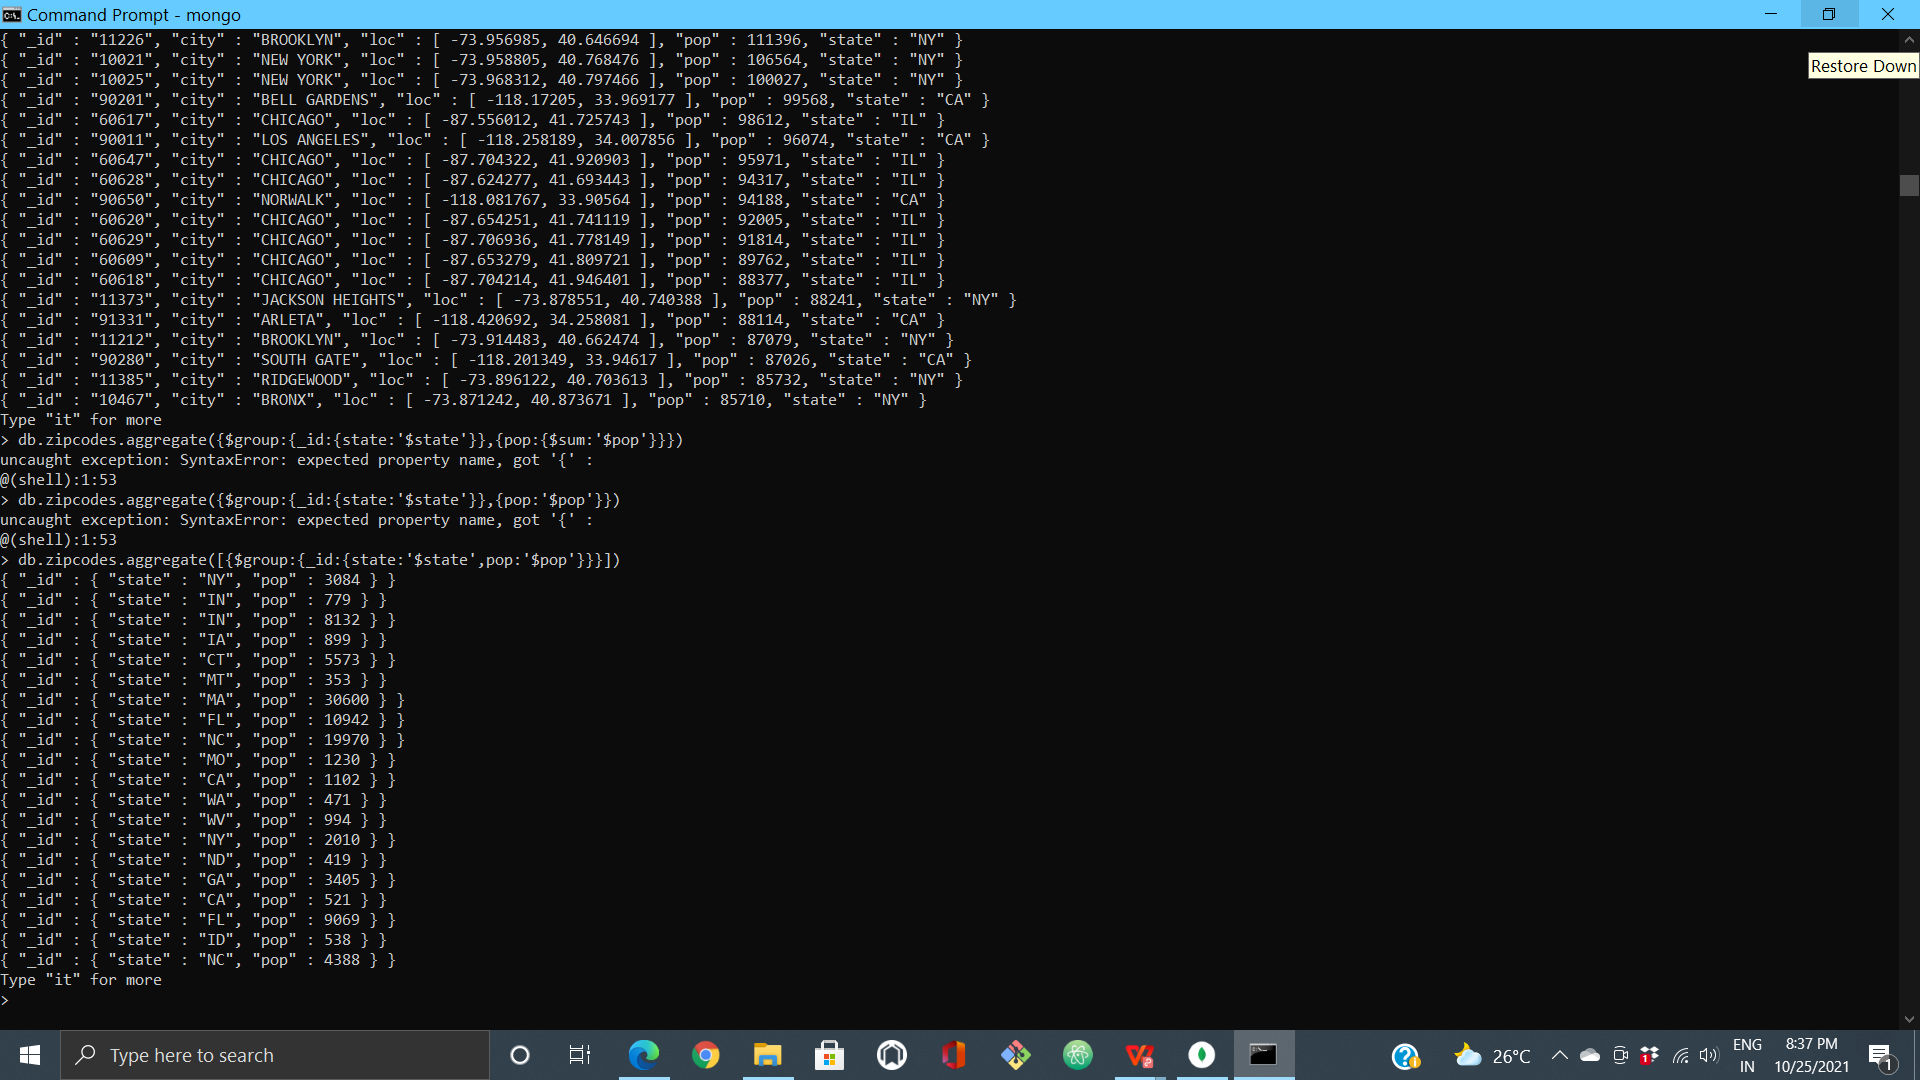 Command Prompt - mongo
{ "_id" : "11226", "city" : "BROOKLYN", "loc" : [ -73.956985, 40.646694 ], "pop" : 111396, "state" : "NY" }
{ "_id" : "10021", "city" : "NEW YORK", "loc" : [ -73.958805, 40.768476 ], "pop" : 106564, "state" : "NY" }
Restore Down
{ "_id" : "10025", "city" : "NEW YORK", "loc" : [ -73.968312, 40.797466 ], "pop" : 100027, "state" : "NY" }
{ "_id" : "90201", "city" : "BELL GARDENS", "loc" : [ -118.17205, 33.969177 ], "pop" : 99568, "state" : "CA" }
{ "_id" : "60617", "city" : "CHICAGO", "loc" : [ -87.556012, 41.725743 ], "pop" : 98612, "state" : "IL" }
{ "_id" : "90011", "city" : "LOS ANGELES", "loc" : [ -118.258189, 34.007856 ], "pop" : 96074, "state" : "CA" }
{ "_id" : "60647", "city" : "CHICAGO", "loc" : [ -87.704322, 41.920903 ], "pop" : 95971, "state" : "IL" }
{ "_id" : "60628", "city" : "CHICAGO", "loc" : [ -87.624277, 41.693443 ], "pop" : 94317, "state" : "IL" }
{ "_id" : "90650", "city" : "NORWALK", "loc" : [ -118.081767, 33.90564 ], "pop" : 94188, "state" : "CA" }
{ "_id" : "60620", "city" : "CHICAGO", "loc" : [ -87.654251, 41.741119 ], "pop" : 92005, "state" : "IL" }
{ "_id" : "60629", "city" : "CHICAGO", "loc" : [ -87.706936, 41.778149 ], "pop" : 91814, "state" : "IL" }
{ "_id" : "60609", "city" : "CHICAGO", "loc" : [ -87.653279, 41.809721 ], "pop" : 89762, "state" : "IL" }
{ "_id" : "60618", "city" : "CHICAGO", "loc" : [ -87.704214, 41.946401 ], "pop" : 88377, "state" : "IL" }
{ "_id" : "11373", "city" : "JACKSON HEIGHTS", "loc" : [ -73.878551, 40.740388 ], "pop" : 88241, "state" : "NY" }
{ "_id" : "91331", "city" : "ARLETA", "loc" : [ -118.420692, 34.258081 ], "pop" : 88114, "state" : "CA" }
{ "_id" : "11212", "city" : "BROOKLYN", "loc" : [ -73.914483, 40.662474 ], "pop" : 87079, "state" : "NY" }
{ "_id" : "90280", "city" : "SOUTH GATE", "loc" : [ -118.201349, 33.94617 ], "pop" : 87026, "state" : "CA" }
{ "_id" : "11385", "city" : "RIDGEWOOD", "loc" : [ -73.896122, 40.703613 ], "pop" : 85732, "state" : "NY" }
{ "_id" : "10467", "city" : "BRONX", "loc" : [ -73.871242, 40.873671 ], "pop" : 85710, "state" : "NY" }
Type "it" for more
> db.zipcodes.aggregate({$group:{_id:{state:'$state'}},{pop:{$sum:'$pop'}}})
uncaught exception: SyntaxError: expected property name, got '{' :
@(shell):1:53
> db.zipcodes.aggregate({$group:{_id:{state:'$state'}},{pop:'$pop'}})
uncaught exception: SyntaxError: expected property name, got '{' :
@(shell):1:53
> db.zipcodes.aggregate([{$group:{_id:{state:'$state',pop:'$pop'}}}])
{ "_id" : { "state" : "NY", "pop" : 3084 } }
{ "_id" : { "state" : "IN", "pop" : 779 } }
{ "_id" : { "state" : "IN", "pop" : 8132 } }
{ "_id" : { "state" : "IA", "pop" : 899 } }
{ "_id" : { "state" : "CT", "pop" : 5573 } }
{ "_id" : { "state" : "MT", "pop" : 353 } }
{ "_id" : { "state" : "MA", "pop" : 30600 } }
{ "_id" : { "state" : "FL", "pop" : 10942 } }
{ "_id" : { "state" : "NC", "pop" : 19970 } }
{ "_id" : { "state" : "MO", "pop" : 1230 } }
{ "_id" : { "state" : "CA", "pop" : 1102 } }
{ "_id" : { "state" : "WA", "pop" : 471 } }
{ "_id" : { "state" : "WV", "pop" : 994 } }
{ "_id" : { "state" : "NY", "pop" : 2010 } }
{ "_id" : { "state" : "ND", "pop" : 419 } }
{ "_id" : { "state" : "GA", "pop" : 3405 } }
{ "_id" : { "state" : "CA", "pop" : 521 } }
{ "_id" : { "state" : "FL", "pop" : 9069 } }
{ "_id" : { "state" : "ID", "pop" : 538 } }
{ "_id" : { "state" : "NC", "pop" : 4388 } }
Type "it" for more
>
Type here to search
26°C
ENG
IN
8:37 PM
10/25/2021
1
1